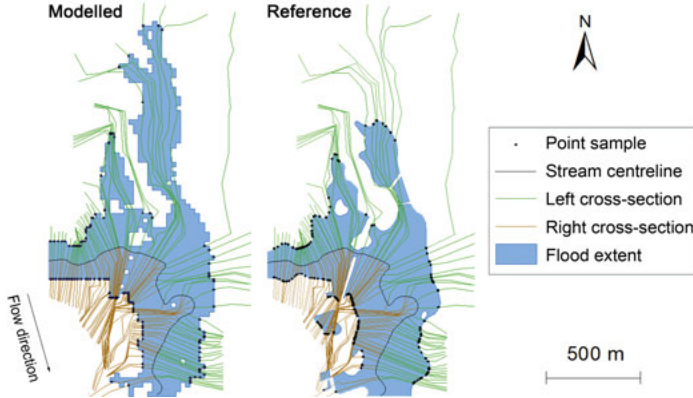 Modelled
Reference
N
Point sample
Stream centreline
Left cross-section
Right cross-section
Flood extent
Flow direction
500 m